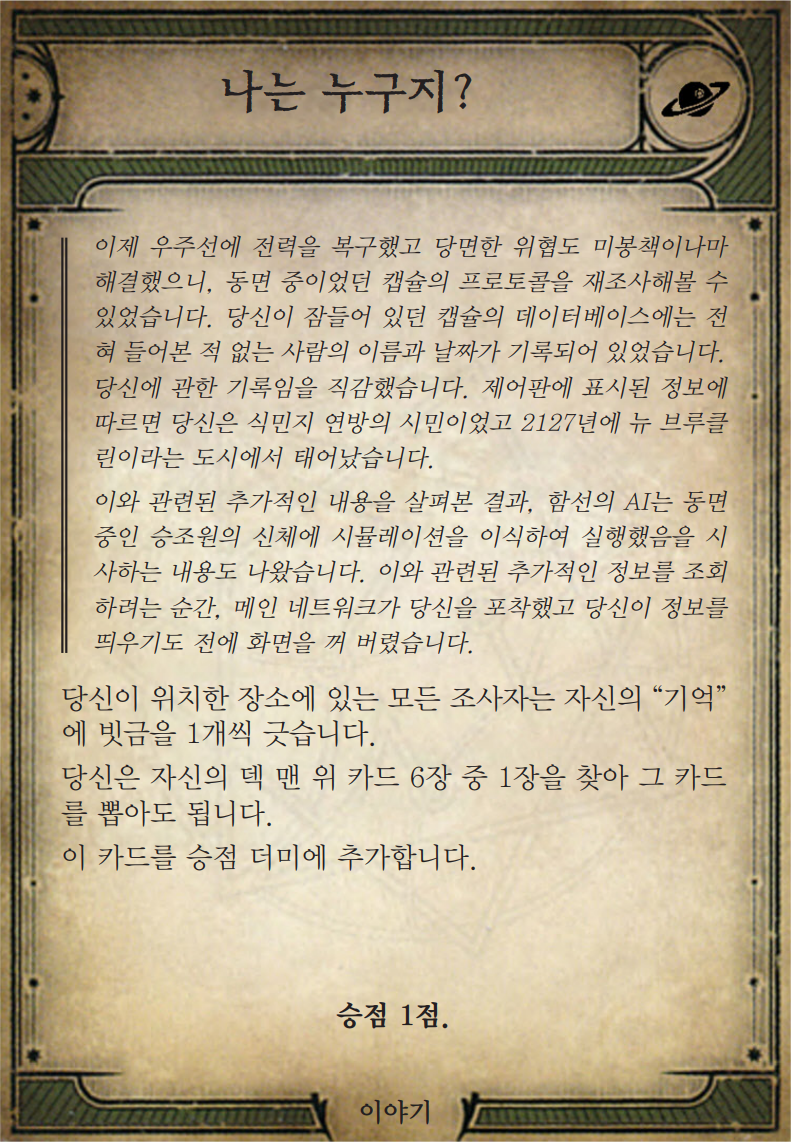 나는 누구지?
이제 우주선에 전력을 복구했고 당면한 위협도 미봉책이나마
해결했으니, 동면 중이었던 캡슐의 프로토콜을 재조사해볼 수
있었습니다. 당신이 잠들어 있던 캡슐의 데이터베이스에는 전
혀 들어본 적 없는 사람의 이름과 날짜가 기록되어 있었습니다.
당신에 관한 기록임을 직감했습니다. 제어판에 표시된 정보에
따르면 당신은 식민지 연방의 시민이었고 2127년에 뉴 브루클
린이라는 도시에서 태어났습니다.
이와 관련된 추가적인 내용을 살펴본 결과, 함선의 AI는 동면
중인 승조원의 신체에 시뮬레이션을 이식하여 실행했음을 시
사하는 내용도 나왔습니다. 이와 관련된 추가적인 정보를 조회
하려는 순간, 메인 네트워크가 당신을 포착했고 당신이 정보를
띄우기도 전에 화면을 꺼 버렸습니다.
당신이 위치한 장소에 있는 모든 조사자는 자신의 “기억”
에 빗금을 1개씩 긋습니다.
당신은 자신의 덱 맨 위 카드 6장 중 1장을 찾아 그 카드
를 뽑아도 됩니다.
이 카드를 승점 더미에 추가합니다.
승점 1점.
이야기